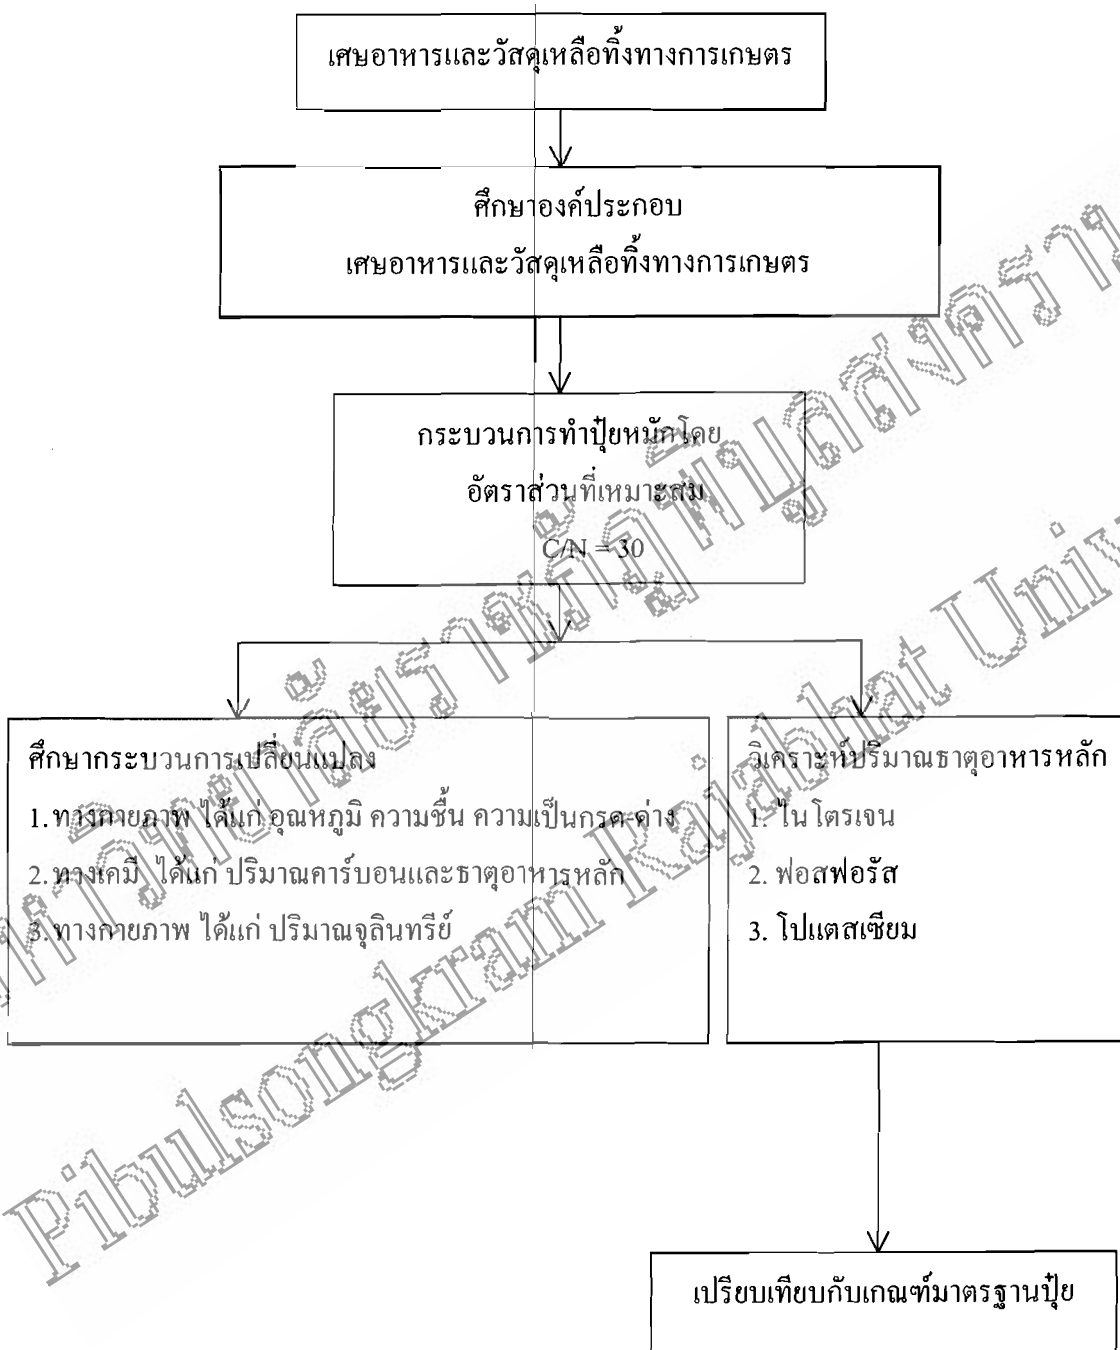 เศษอาหารและวัสดุเหลือทิ้งทางการเกษตร
ศึกษาองค์ประกอบ
เศษอาหารและวัสดุเหลือทิ้งทางการเกษตร
กระบวนการทำปุ๋ยหมักโดย
อัตราส่วนที่เหมาะสม
C/N = 30
ศึกษากระบวนการเปลี่ยนแปลง
1. ทางกายภาพ ได้แก่ อุณหภูมิ ความชื้น ความเป็นกรด-ด่าง
2. ทางเคมี ได้แก่ ปริมาณคาร์บอนและธาตุอาหารหลัก
3. ทางกายภาพ ได้แก่ ปริมาณจุลินทรีย์
วิเคราะห์ปริมาณธาตุอาหารหลัก
1. ไนโตรเจน
2. ฟอสฟอรัส
3. โปแตสเซียม
เปรียบเทียบกับเกณฑ์มาตรฐานปุ๋ย
Pibulsongkram Rajabhat